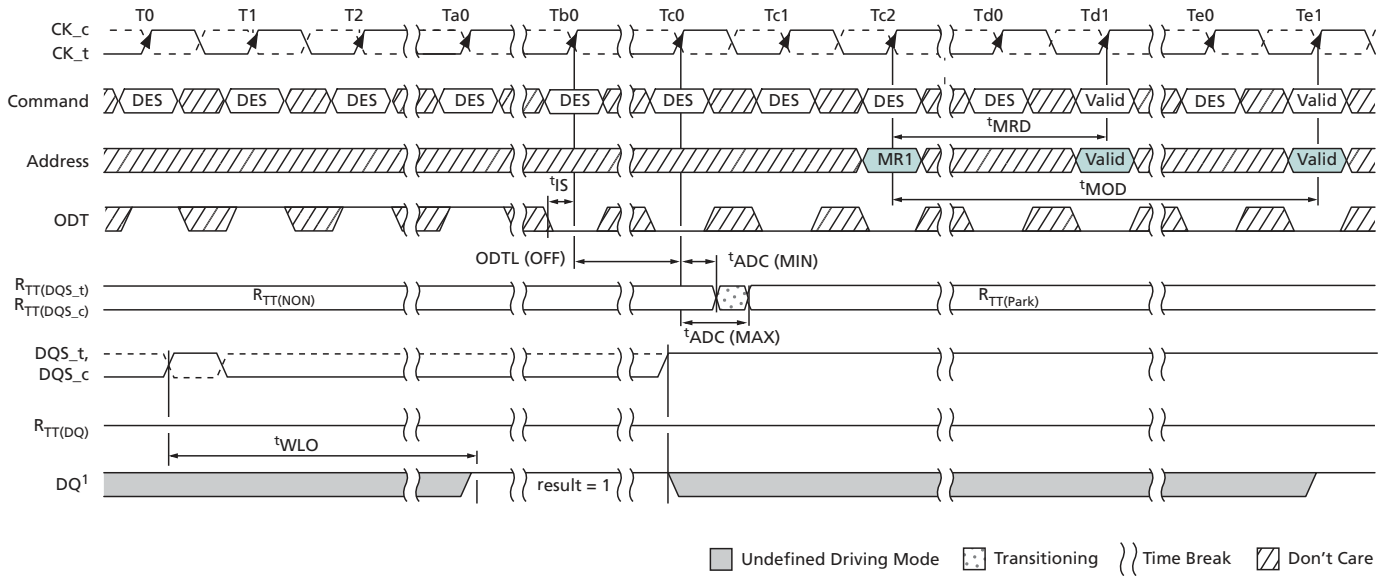 T0 T1 T2 Ta0 Tb0 Tc0 Tc1 Tc2 Td0 Td1 Te0 Te1
CK_c
CK_t
Command DES DES DES DES DES DES DES DES DES Valid DES Valid
tMRD
Address MR1 Valid Valid
tIS tMOD
ODT
ODTL (OFF) tADC (MIN)
RTT(DQS_t)
RTT(DQS_c) RTT(NON) RTT(Park)
tADC (MAX)
DQS_t,
DQS_c
RTT(DQ)
tWLO
DQ1 result = 1
Undefined Driving Mode Transitioning Time Break Don't Care